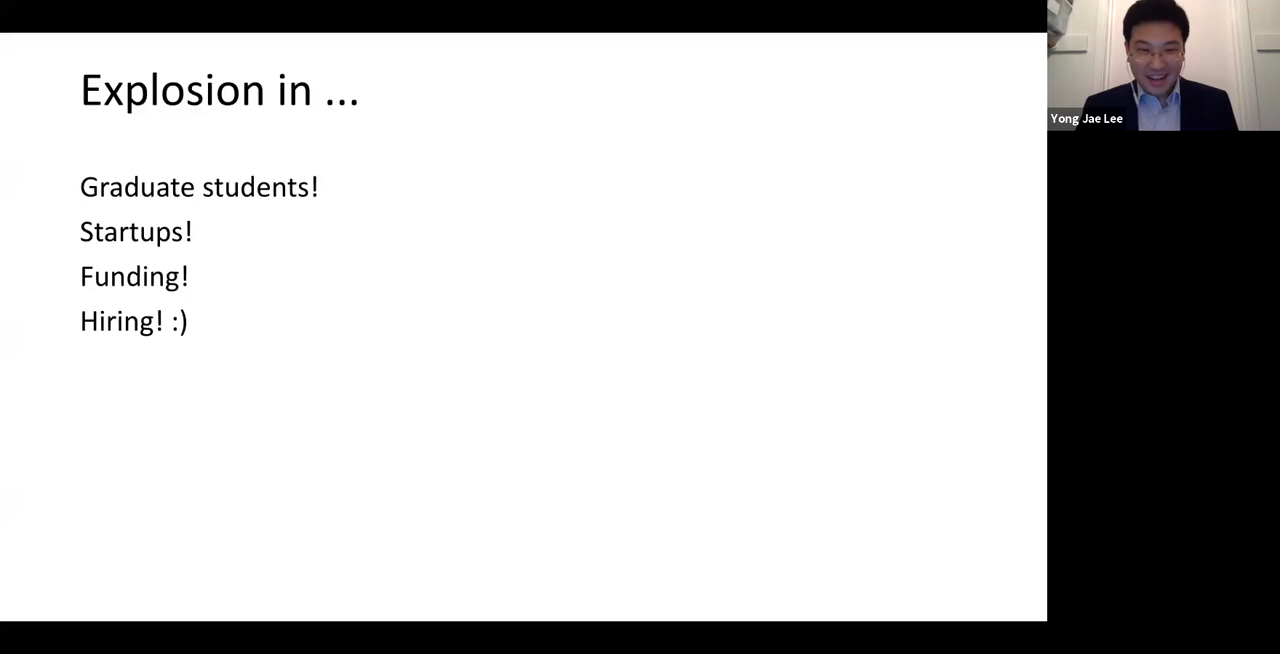 Explosion in ...
Graduate students!
Startups!
Funding!
Hiring! :)
Yong Jae Lee